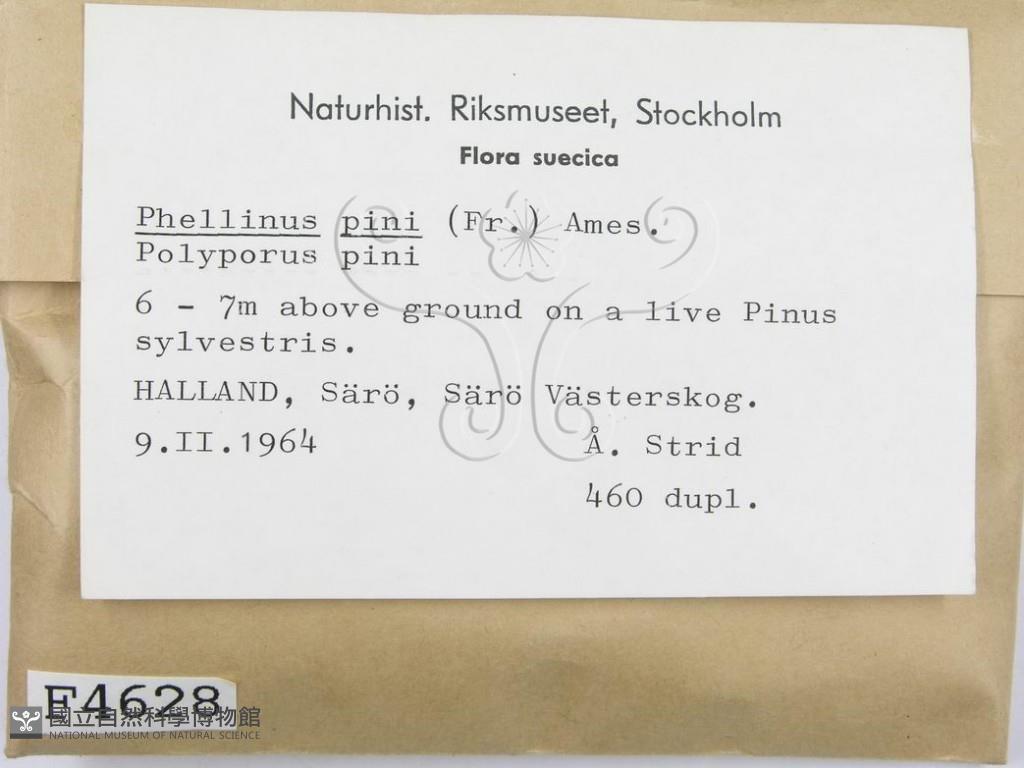 Naturhist. Riksmuseet, Stockholm
Flora suecica
Phellinus pini (Fr.) Ames.
Polyporus pini
6 - 7m above ground on a live Pinus
sylvestris.
HALLAND, Särö, Särö Västerskog.
9.II.1964 Å. Strid
460 dupl.
F4628
國立自然科學博物館
NATIONAL MUSEUM OF NATURAL SCIENCE